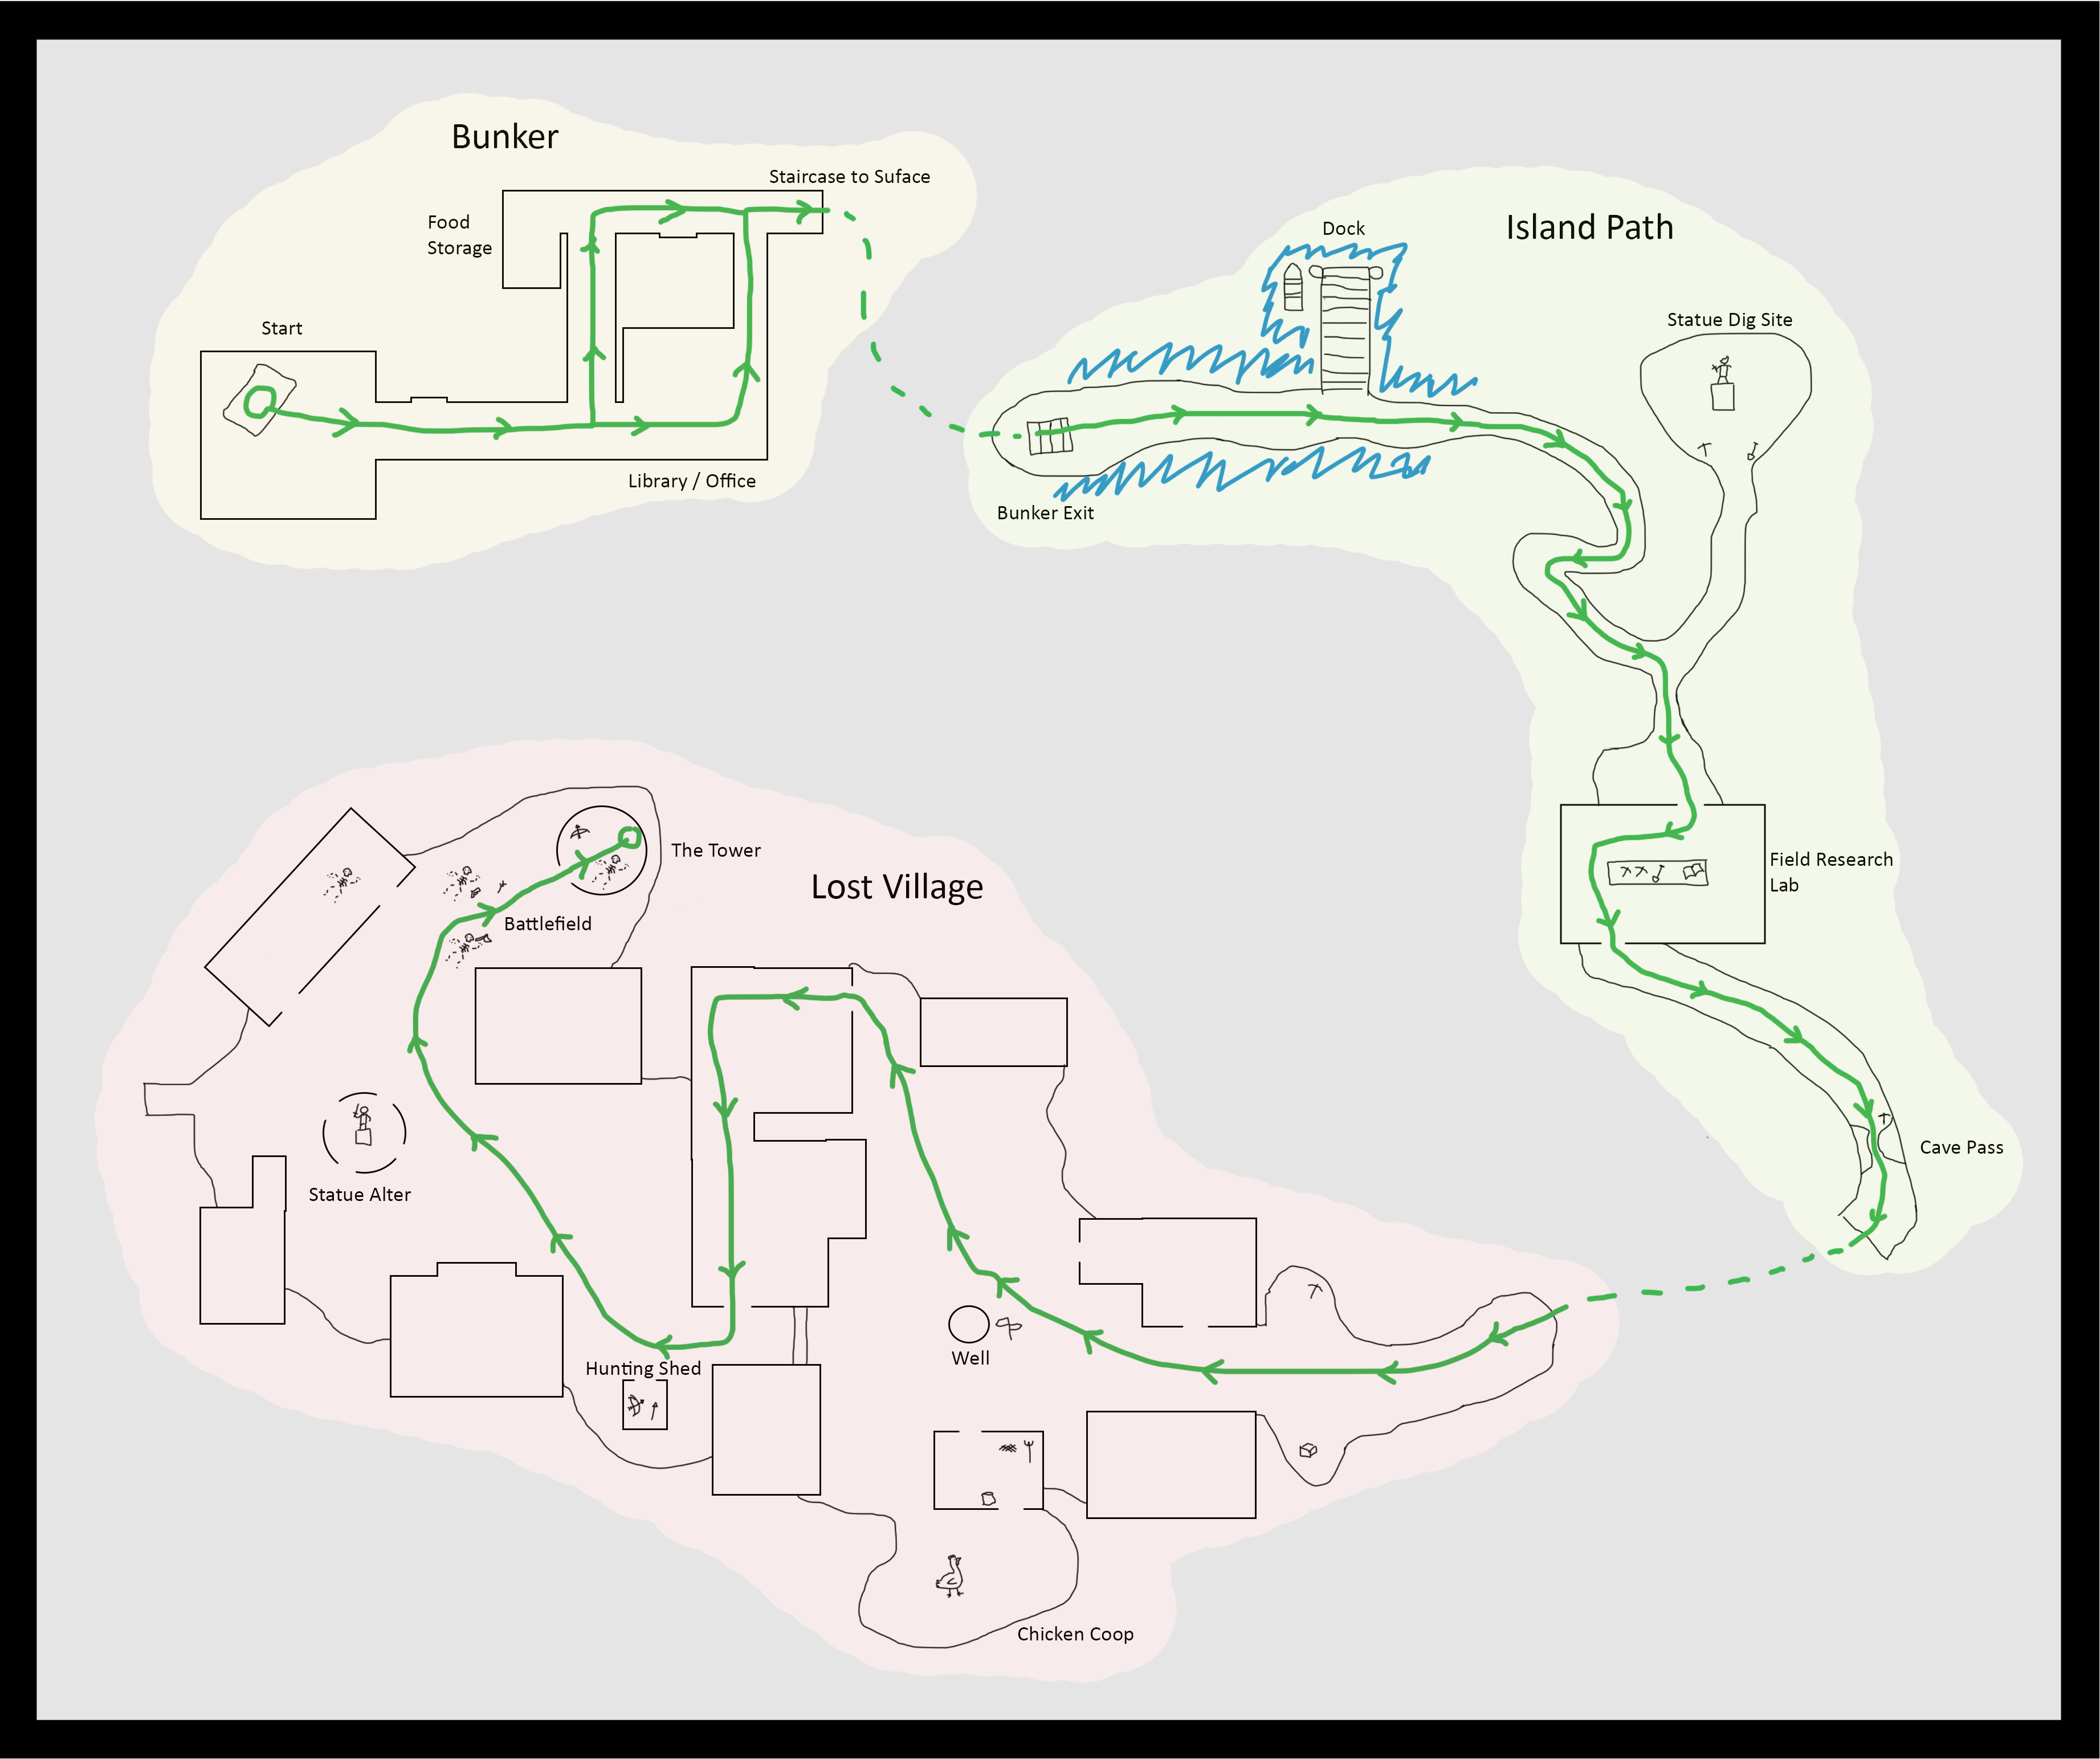 Bunker
Staircase to Suface
Food
Storage
Start
Library / Office
Island Path
Dock
Statue Dig Site
Bunker Exit
Field Research
Lab
Cave Pass
Lost Village
The Tower
Battlefield
Statue Alter
Hunting Shed
Well
Chicken Coop